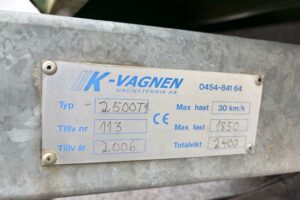 K-VAGNEN
VAGNSTEKNIK AB
0454-841 64
Typ 2500T1 Max hast 30 km/h
Tillv nr 113 CE Max last 1850
Tillv år 2006 Totalvikt 2400